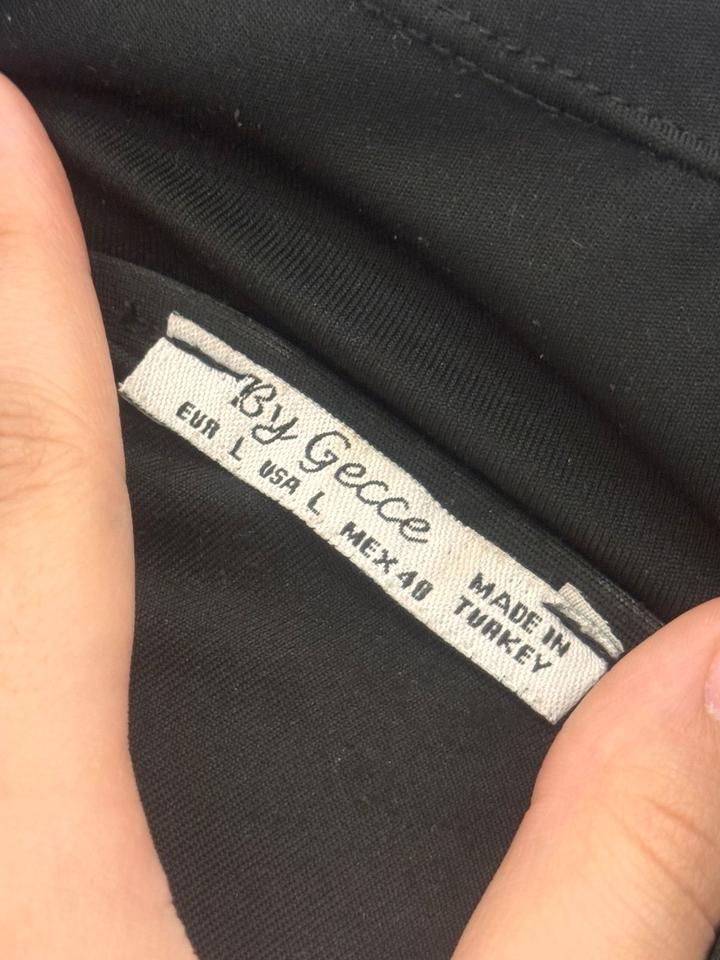 By Gecce
EUR L USA L MEX 40
MADE IN
TURKEY